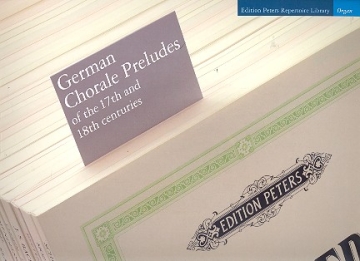 Edition Peters Repertoire Library Organ
German
Chorale Preludes
of the 17th and
18th centuries
EDITION PETERS